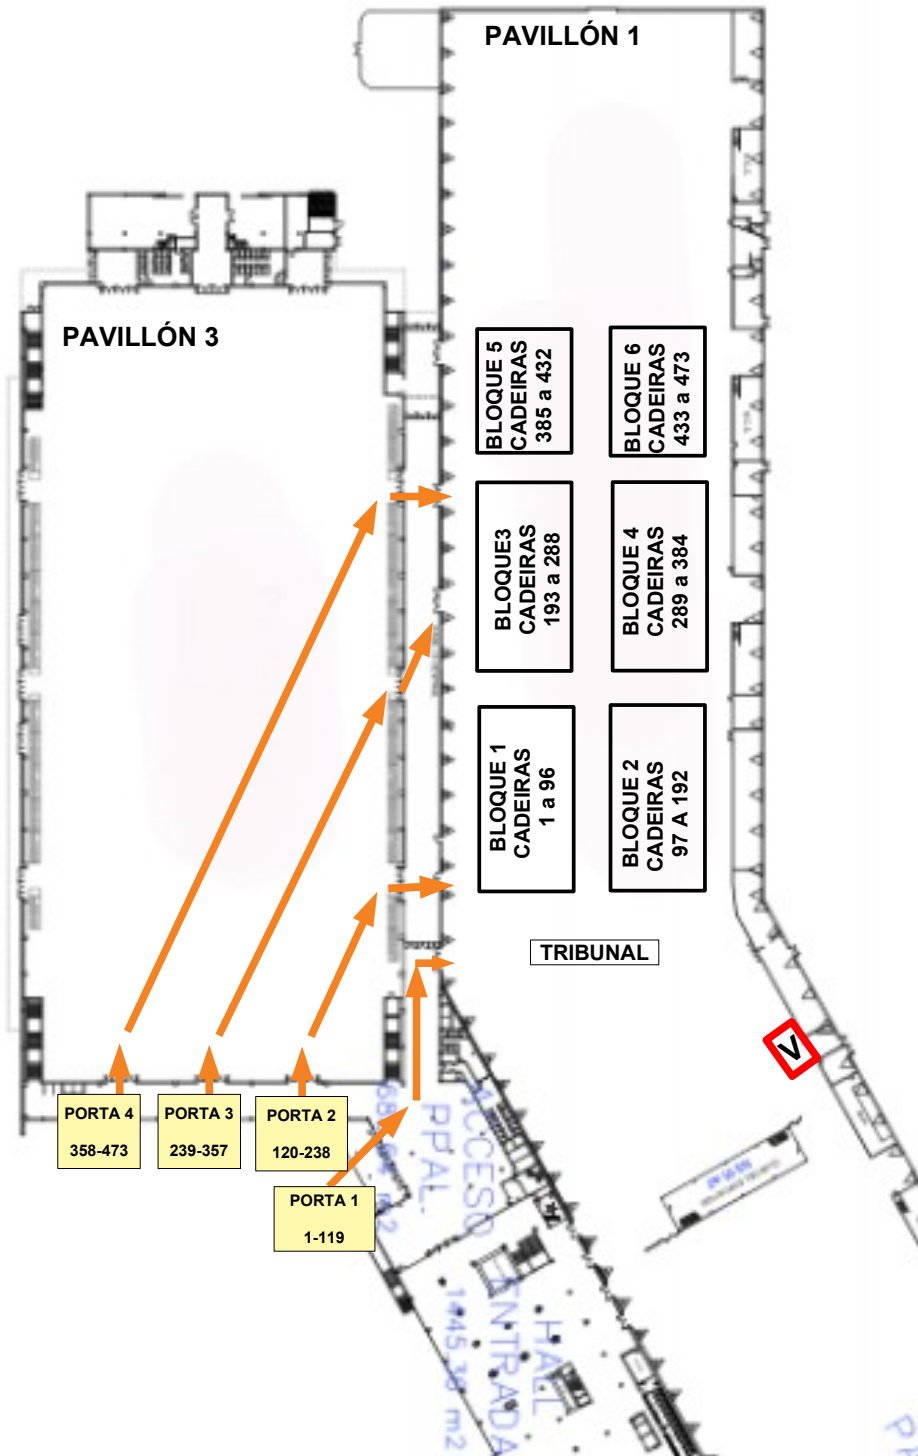 PAVILLÓN 1
PAVILLÓN 3
BLOQUE 5
CADEIRAS
385 a 432
BLOQUE 6
CADEIRAS
433 a 473
BLOQUE3
CADEIRAS
193 a 288
BLOQUE 4
CADEIRAS
289 a 384
BLOQUE 1
CADEIRAS
1 a 96
BLOQUE 2
CADEIRAS
97 A 192
TRIBUNAL
V
PORTA 4
358-473
PORTA 3
239-357
PORTA 2
120-238
PORTA 1
1-119
ACCESO
PPAL.
HALL
ENTRADA